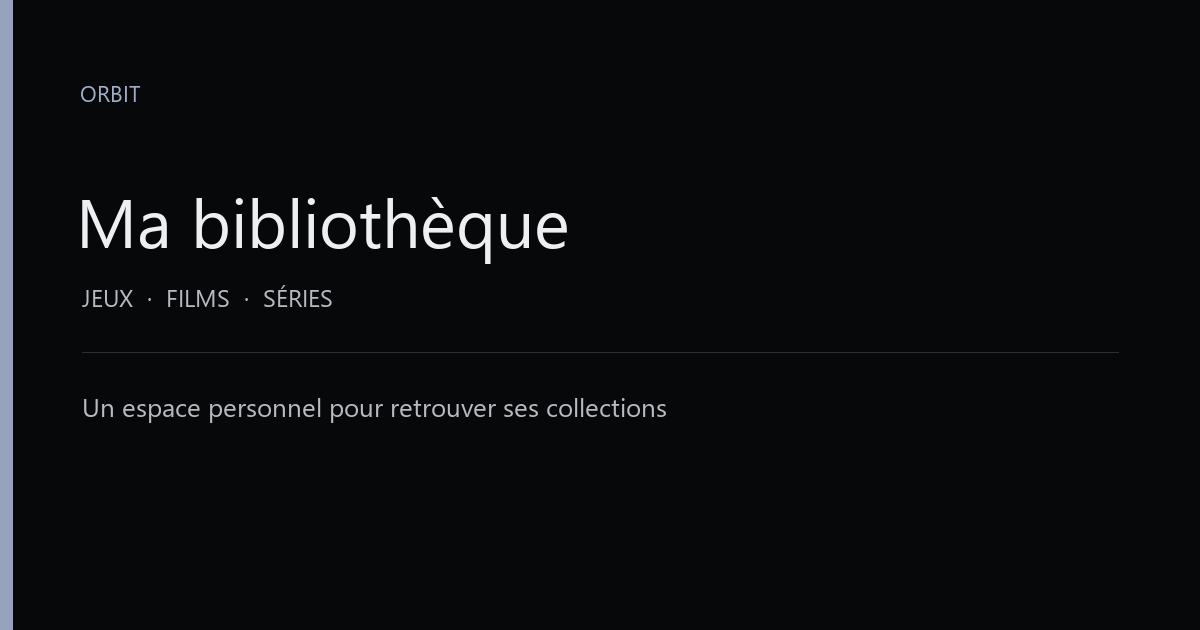 ORBIT
Ma bibliothèque
JEUX · FILMS · SÉRIES
Un espace personnel pour retrouver ses collections